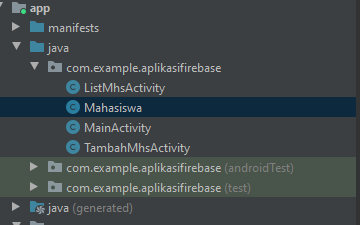 app
manifests
java
com.example.aplikasifirebase
ListMhsActivity
Mahasiswa
MainActivity
TambahMhsActivity
com.example.aplikasifirebase (androidTest)
com.example.aplikasifirebase (test)
java (generated)